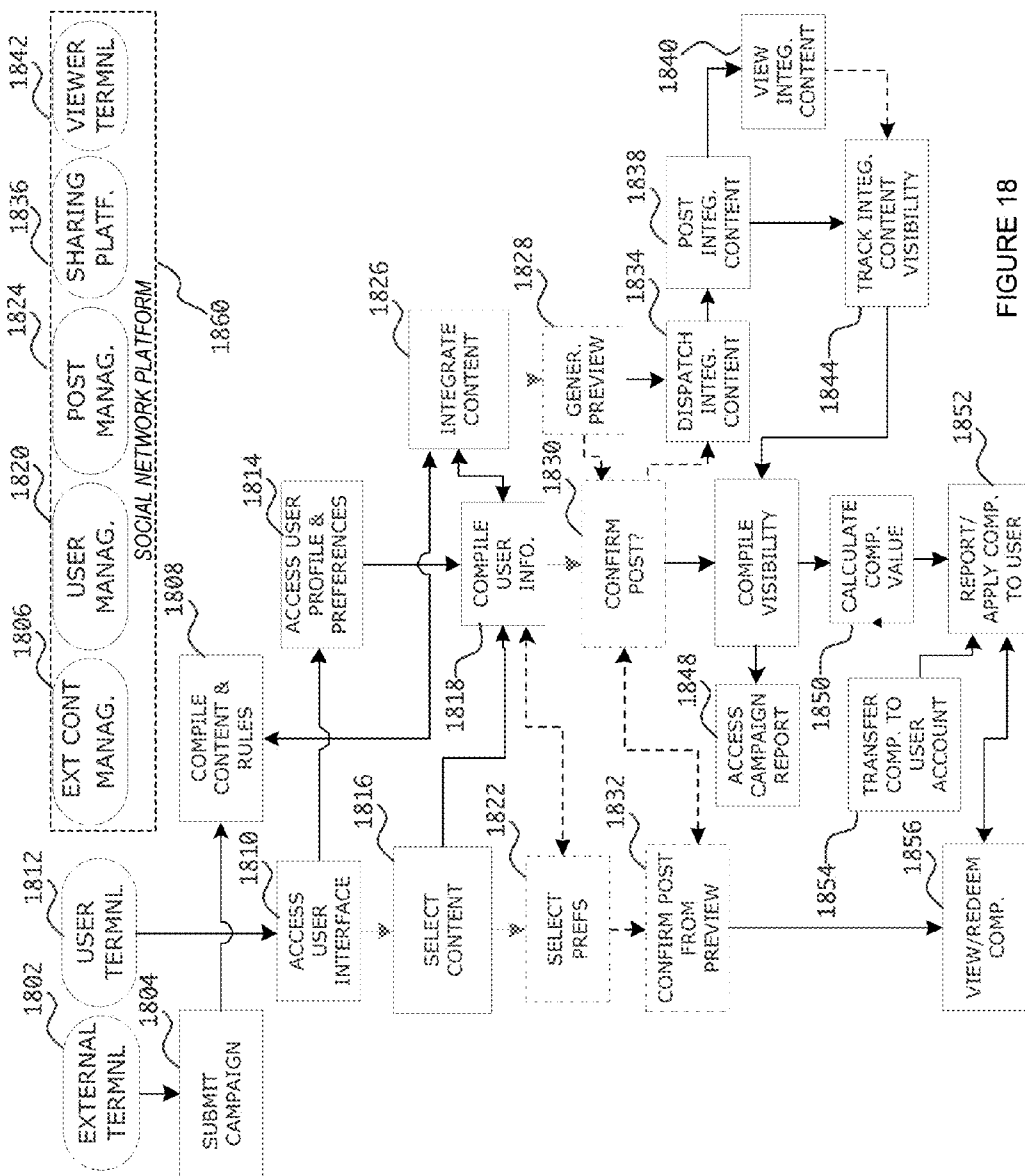 1802
EXTERNAL
TERMNL
1812
USER
TERMNL
1806
EXT CONT
MANAG.
1820
USER
MANAG.
1824
POST
MANAG.
1836
SHARING
PLATF.
1842
VIEWER
TERMNL
SOCIAL NETWORK PLATFORM
1860
1804
SUBMIT
CAMPAIGN
1808
COMPILE
CONTENT &
RULES
1810
ACCESS
USER
INTERFACE
1814
ACCESS USER
PROFILE &
PREFERENCES
1816
SELECT
CONTENT
1818
COMPILE
USER
INFO.
1826
INTEGRATE
CONTENT
1822
SELECT
PREFS
1828
GENER.
PREVIEW
1830
CONFIRM
POST?
1832
CONFIRM POST
FROM
PREVIEW
1834
DISPATCH
INTEG.
CONTENT
1838
POST
INTEG.
CONTENT
1840
VIEW
INTEG.
CONTENT
1844
TRACK INTEG.
CONTENT
VISIBILITY
COMPILE
VISIBILITY
1848
ACCESS
CAMPAIGN
REPORT
1850
CALCULATE
COMP.
VALUE
1852
REPORT/
APPLY COMP.
TO USER
1854
TRANSFER
COMP. TO
USER
ACCOUNT
1856
VIEW/REDEEM
COMP.
FIGURE 18